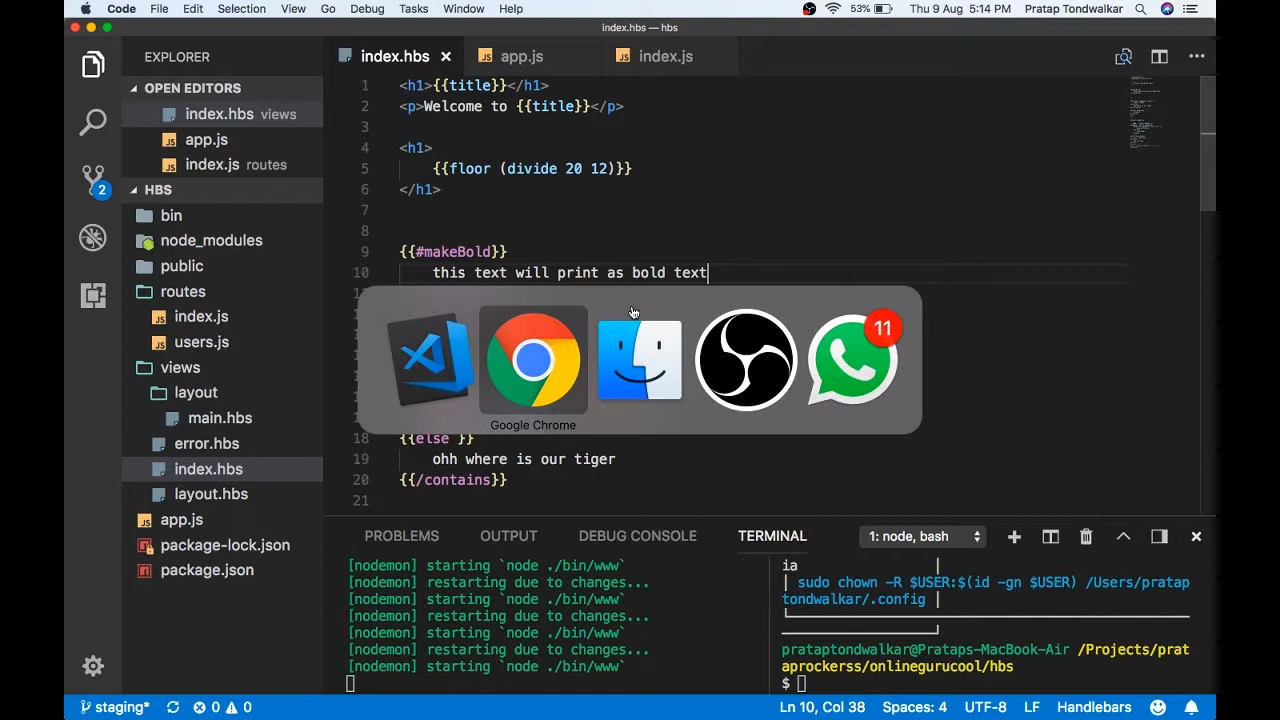 Code File Edit Selection View Go Debug Tasks Window Help 53% Thu 9 Aug 5:14 PM Pratap Tondwalkar
index.hbs — hbs
EXPLORER
OPEN EDITORS
index.hbs views
app.js
index.js routes
HBS
bin
node_modules
public
routes
index.js
users.js
views
layout
main.hbs
error.hbs
index.hbs
layout.hbs
app.js
package-lock.json
package.json
2
index.hbs app.js index.js
1 <h1>{{title}}</h1>
2 <p>Welcome to {{title}}</p>
3
4 <h1>
5 {{floor (divide 20 12)}}
6 </h1>
7
8
9 {{#makeBold}}
10 this text will print as bold text
11
Google Chrome
18 {{else }}
19 ohh where is our tiger
20 {{/contains}}
21
PROBLEMS OUTPUT DEBUG CONSOLE TERMINAL 1: node, bash
[nodemon] starting `node ./bin/www`
[nodemon] restarting due to changes...
[nodemon] starting `node ./bin/www`
[nodemon] restarting due to changes...
[nodemon] starting `node ./bin/www`
[nodemon] restarting due to changes...
[nodemon] starting `node ./bin/www`
ia |
| sudo chown -R $USER:$(id -gn $USER) /Users/pratap
tondwalkar/.config |
prataptondwalkar@Prataps-MacBook-Air /Projects/prat
aprockerss/onlinegurucool/hbs
$
staging* 0 0 Ln 10, Col 38 Spaces: 4 UTF-8 LF Handlebars